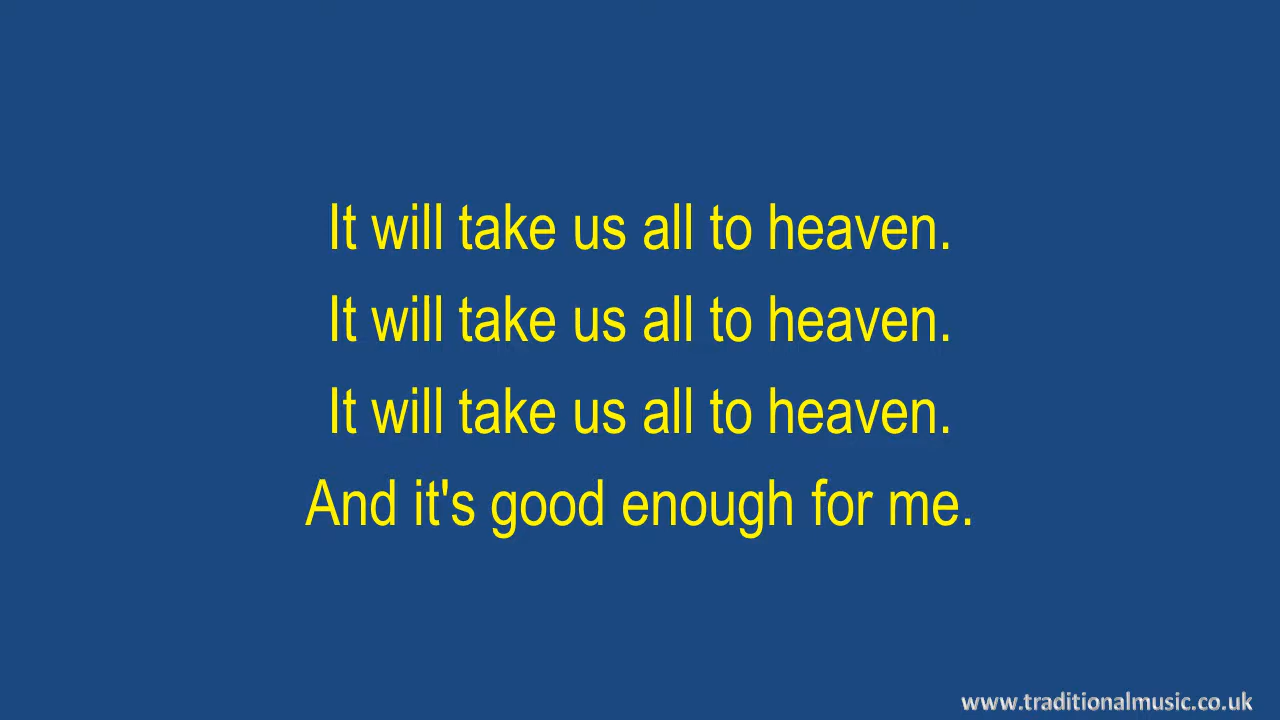 It will take us all to heaven.
It will take us all to heaven.
It will take us all to heaven.
And it's good enough for me.
www.traditionalmusic.co.uk